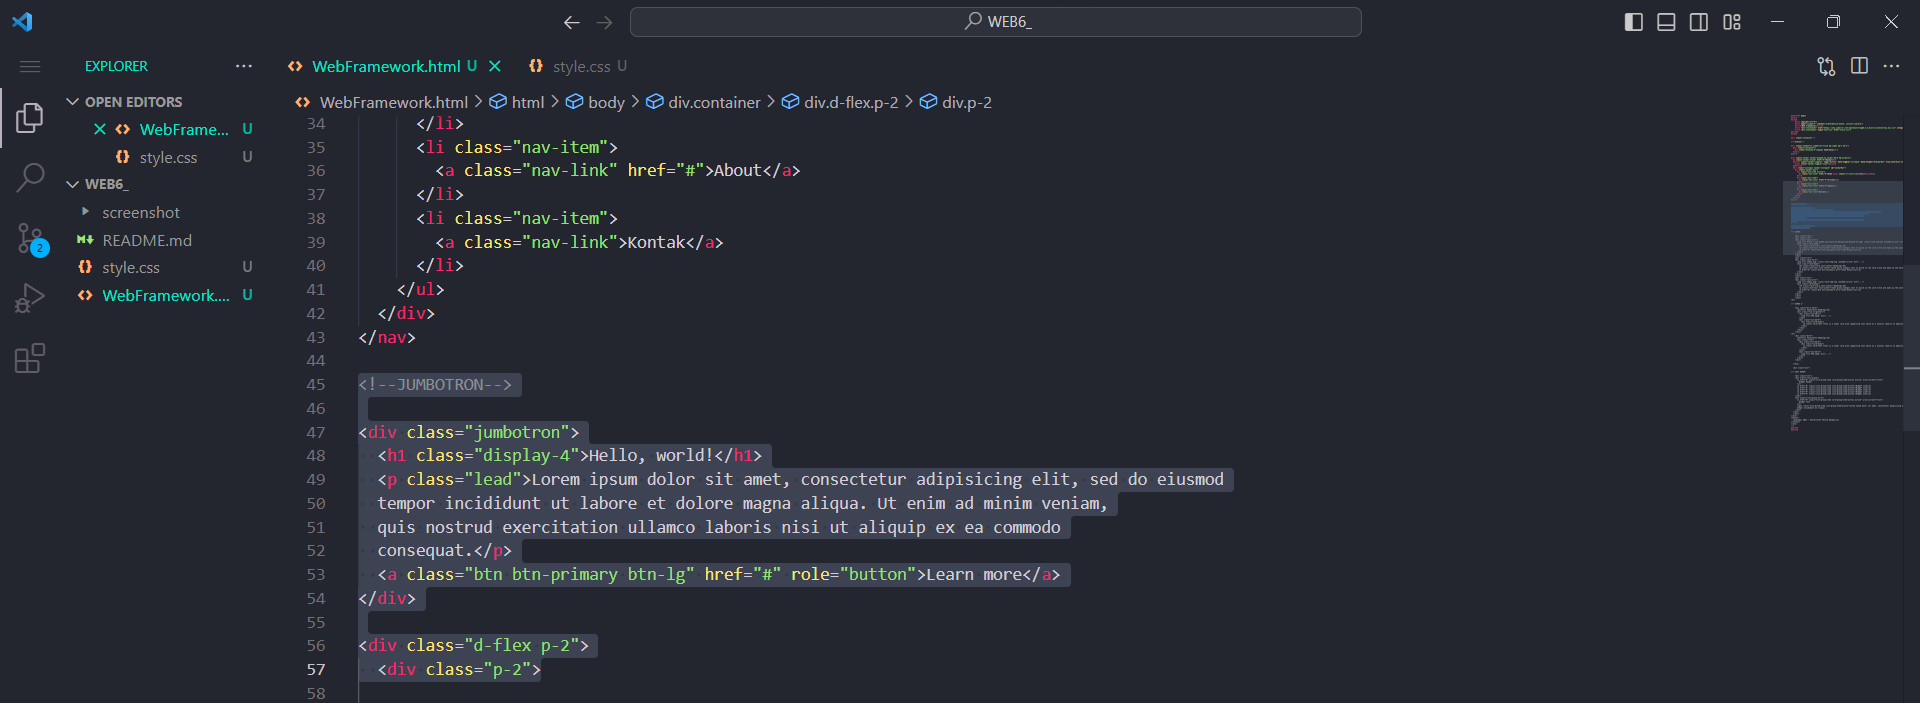 WEB6_
EXPLORER
WebFramework.html U
style.css U
OPEN EDITORS
WebFrame... U
style.css U
WEB6_
screenshot
README.md
style.css U
WebFramework.... U
2
WebFramework.html > html > body > div.container > div.d-flex.p-2 > div.p-2
34 </li>
35 <li class="nav-item">
36 <a class="nav-link" href="#">About</a>
37 </li>
38 <li class="nav-item">
39 <a class="nav-link">Kontak</a>
40 </li>
41 </ul>
42 </div>
43 </nav>
44
45 <!--JUMBOTRON-->
46
47 <div class="jumbotron">
48 <h1 class="display-4">Hello, world!</h1>
49 <p class="lead">Lorem ipsum dolor sit amet, consectetur adipisicing elit, sed do eiusmod
50 tempor incididunt ut labore et dolore magna aliqua. Ut enim ad minim veniam,
51 quis nostrud exercitation ullamco laboris nisi ut aliquip ex ea commodo
52 consequat.</p>
53 <a class="btn btn-primary btn-lg" href="#" role="button">Learn more</a>
54 </div>
55
56 <div class="d-flex p-2">
57 <div class="p-2">
58